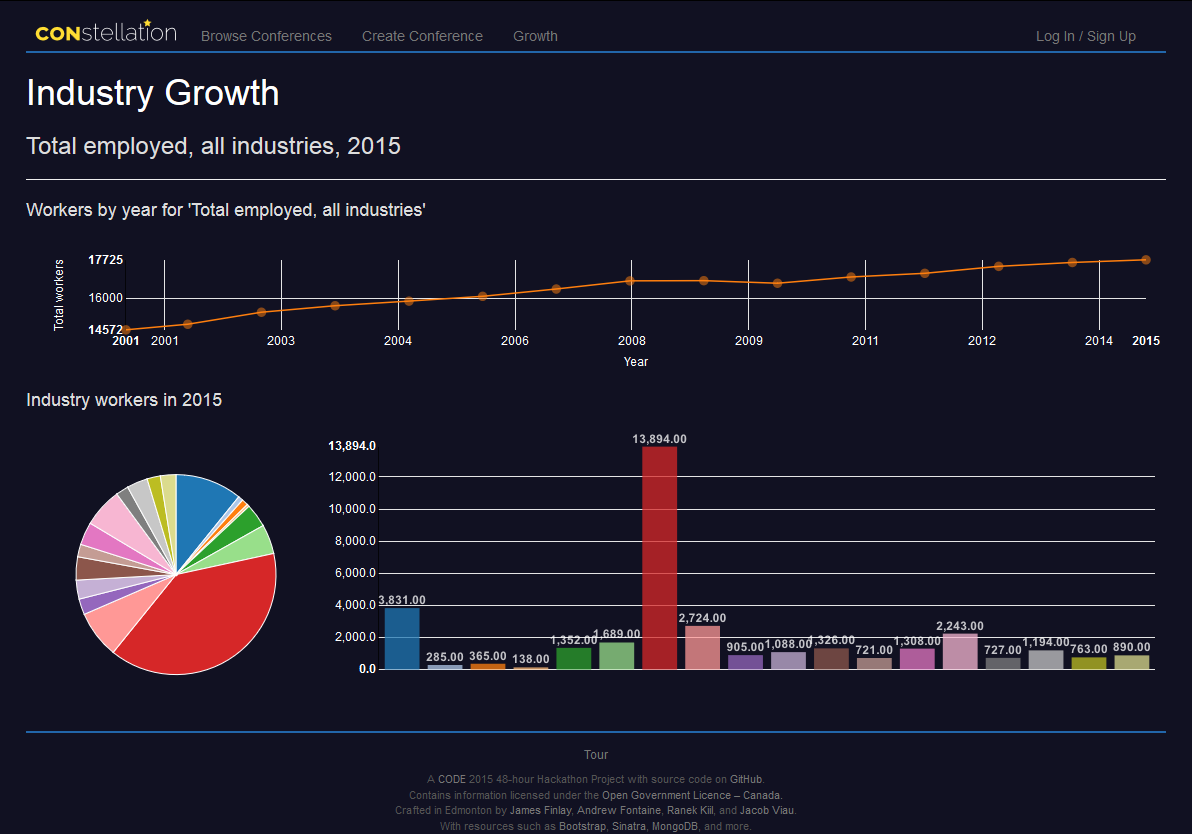 CONstellation Browse Conferences Create Conference Growth Log In / Sign Up
Industry Growth
Total employed, all industries, 2015
Workers by year for 'Total employed, all industries'
Total workers
17725
16000
14572
2001 2001 2003 2004 2006 2008 2009 2011 2012 2014 2015
Year
Industry workers in 2015
13,894.0
12,000.0
10,000.0
8,000.0
6,000.0
4,000.0
2,000.0
0.0
3,831.00 285.00 365.00 138.00 1,352.00 1,689.00 13,894.00 2,724.00 905.00 1,088.00 1,326.00 721.00 1,308.00 2,243.00 727.00 1,194.00 763.00 890.00
Tour
A CODE 2015 48-hour Hackathon Project with source code on GitHub.
Contains information licensed under the Open Government Licence – Canada.
Crafted in Edmonton by James Finlay, Andrew Fontaine, Ranek Kiil, and Jacob Viau.
With resources such as Bootstrap, Sinatra, MongoDB, and more.